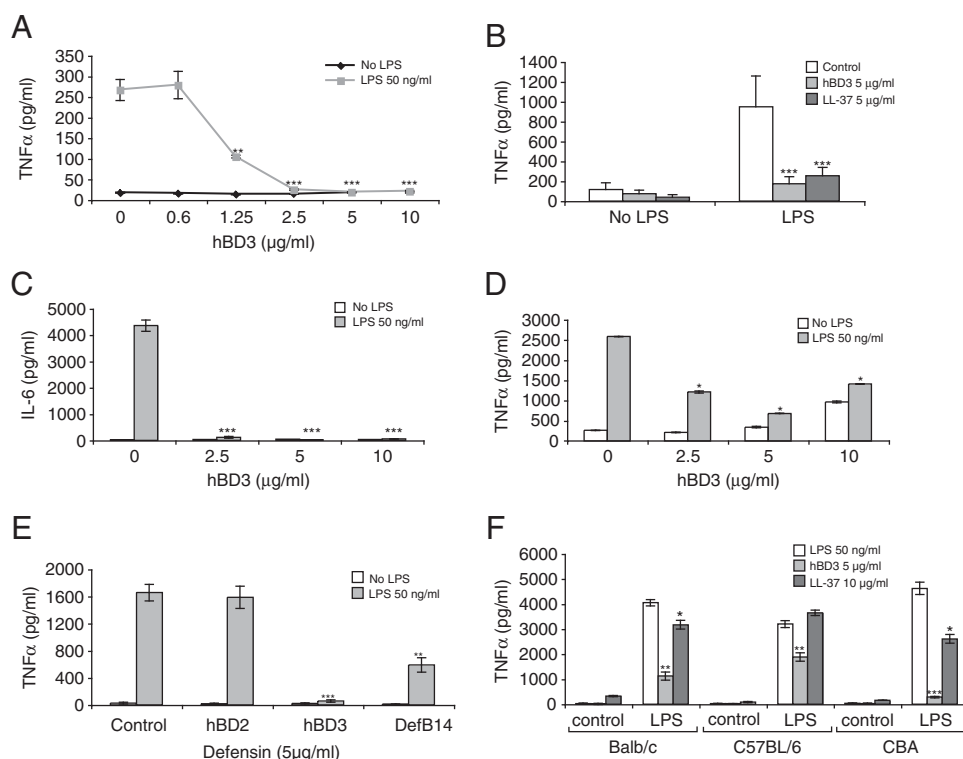 A
TNFα (pg/ml)
350
300
250
200
150
100
50
0
No LPS
LPS 50 ng/ml
**
***
***
***
0 0.6 1.25 2.5 5 10
hBD3 (μg/ml)
B
TNFα (pg/ml)
1400
1200
1000
800
600
400
200
0
Control
hBD3 5 μg/ml
LL-37 5 μg/ml
***
***
No LPS LPS
C
IL-6 (pg/ml)
5000
4000
3000
2000
1000
0
No LPS
LPS 50 ng/ml
*** *** ***
0 2.5 5 10
hBD3 (μg/ml)
D
TNFα (pg/ml)
3000
2500
2000
1500
1000
500
0
No LPS
LPS 50 ng/ml
*
*
*
0 2.5 5 10
hBD3 (μg/ml)
E
TNFα (pg/ml)
2000
1600
1200
800
400
0
No LPS
LPS 50 ng/ml
***
**
Control hBD2 hBD3 DefB14
Defensin (5μg/ml)
F
TNFα (pg/ml)
6000
5000
4000
3000
2000
1000
0
LPS 50 ng/ml
hBD3 5 μg/ml
LL-37 10 μg/ml
*
**
**
*
***
control LPS control LPS control LPS
Balb/c C57BL/6 CBA